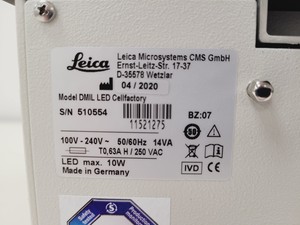 Leica
Leica Microsystems CMS GmbH
Ernst-Leitz-Str. 17-37
D-35578 Wetzlar
04 / 2020
Model DMIL LED Cellfactory
S/N 510554
11521275
BZ:07
100V - 240V~ 50/60Hz 14VA
T0,63A H / 250 VAC
LED max. 10W
Made in Germany
IVD
CE